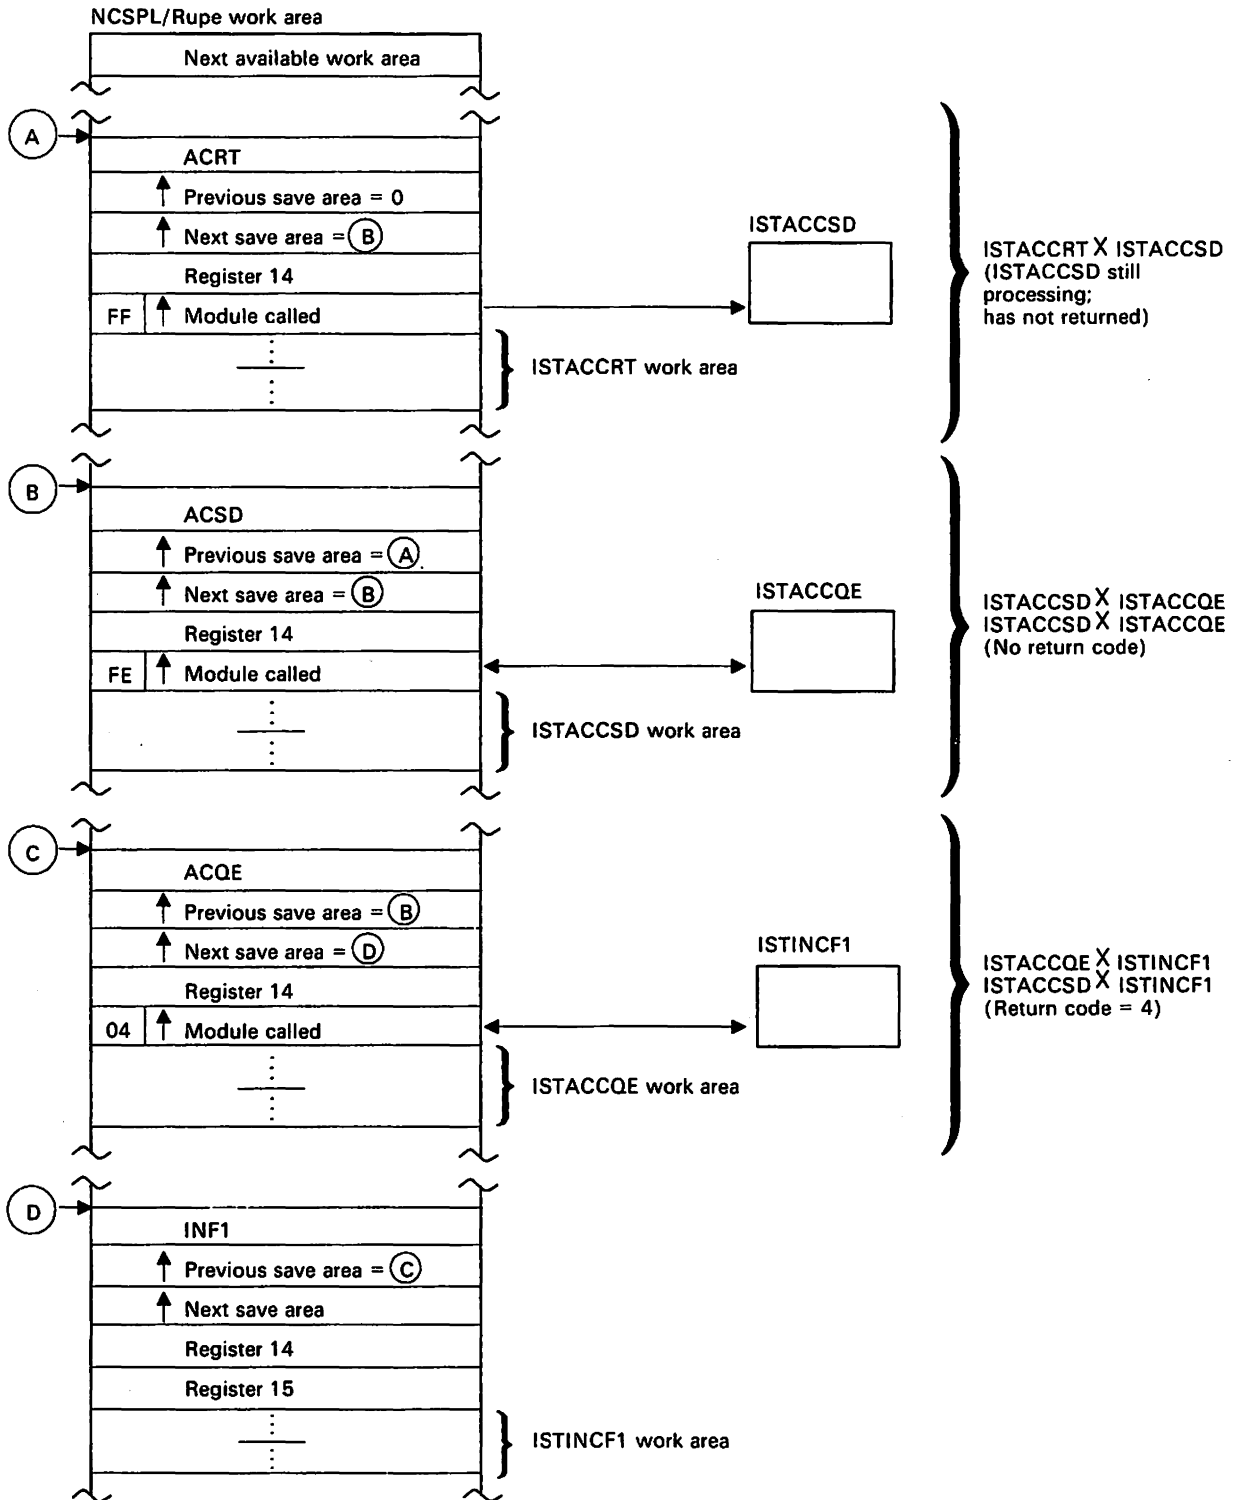 NCSPL/Rupe work area
Next available work area
A
ACRT
Previous save area = 0
Next save area = B
Register 14
FF Module called
ISTACCRT work area
ISTACCSD
ISTACCRT X ISTACCSD
(ISTACCSD still
processing;
has not returned)
B
ACSD
Previous save area = A
Next save area = B
Register 14
FE Module called
ISTACCSD work area
ISTACCQE
ISTACCSD X ISTACCQE
ISTACCSD X ISTACCQE
(No return code)
C
ACQE
Previous save area = B
Next save area = D
Register 14
04 Module called
ISTACCQE work area
ISTINCF1
ISTACCQE X ISTINCF1
ISTACCSD X ISTINCF1
(Return code = 4)
D
INF1
Previous save area = C
Next save area
Register 14
Register 15
ISTINCF1 work area